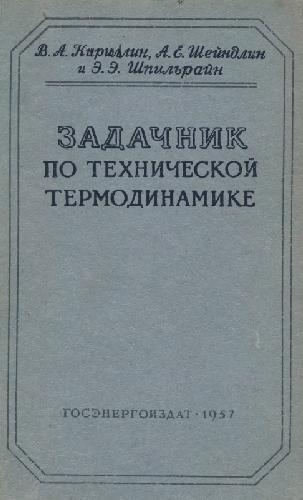 В. А. Кириллин, А. Е. Шейндлин
и Э. Э. Шпильрайн
ЗАДАЧНИК
ПО ТЕХНИЧЕСКОЙ
ТЕРМОДИНАМИКЕ
ГОСЭНЕРГОИЗДАТ · 1957